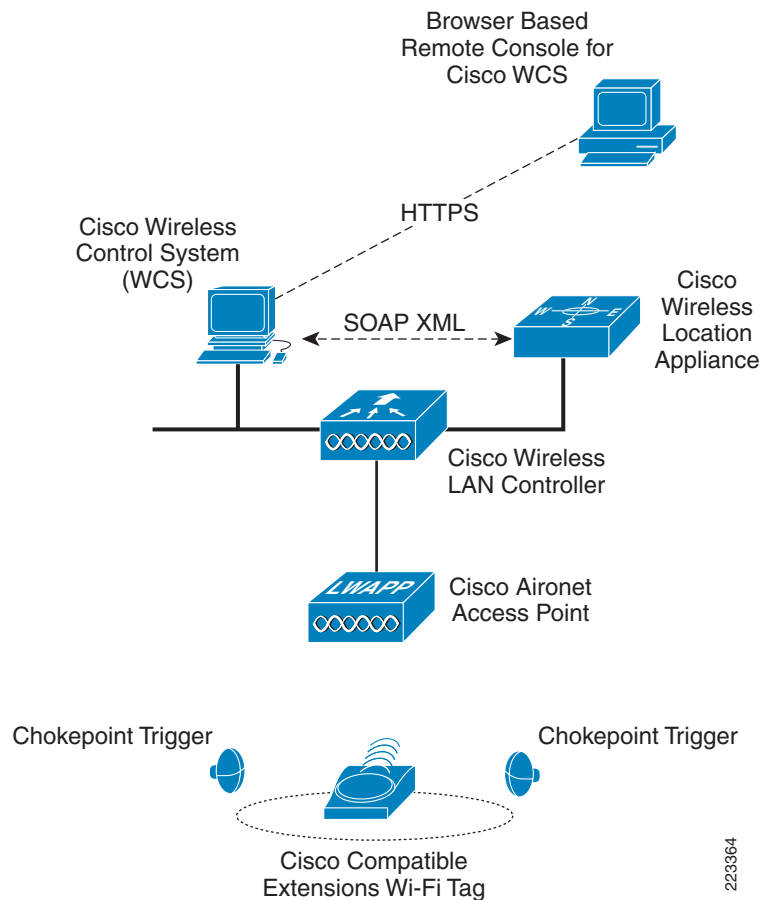 Browser Based
Remote Console for
Cisco WCS
HTTPS
Cisco Wireless
Control System
(WCS)
SOAP XML
N
W
E
S
Cisco
Wireless
Location
Appliance
Cisco Wireless
LAN Controller
LWAPP
Cisco Aironet
Access Point
Chokepoint Trigger
Chokepoint Trigger
Cisco Compatible
Extensions Wi-Fi Tag
223364